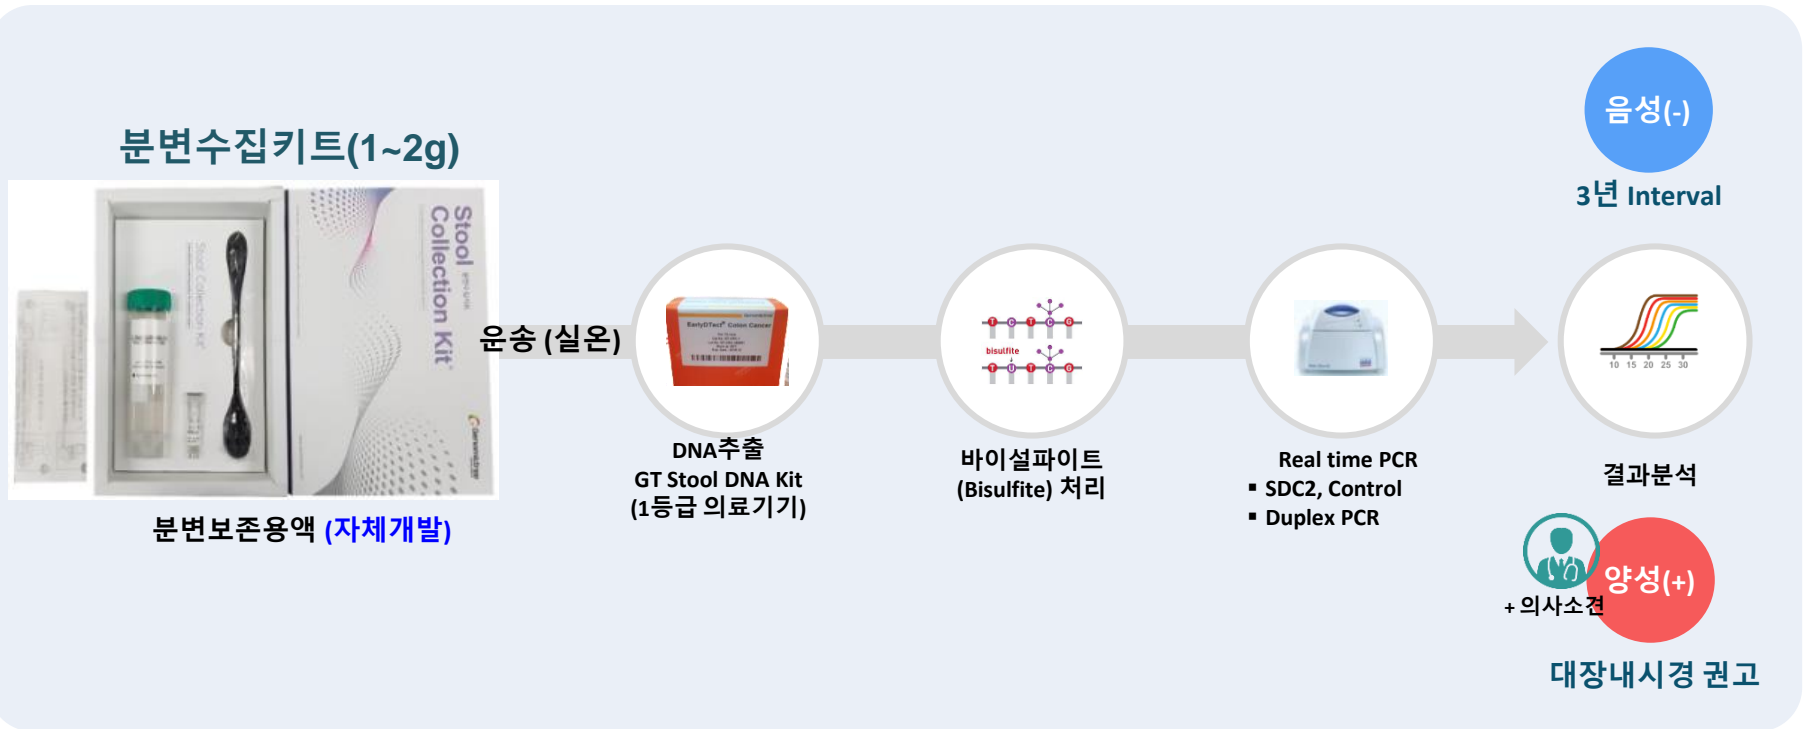 분변수집키트(1~2g)
Stool
Collection Kit
분변보존용액 (자체개발)
운송 (실온)
EarlyDTect® Colon Cancer
DNA추출
GT Stool DNA Kit
(1등급 의료기기)
T C T C G
bisulfite
T U T C G
바이설파이트
(Bisulfite) 처리
Real time PCR
▪ SDC2, Control
▪ Duplex PCR
음성(-)
3년 Interval
10 15 20 25 30
결과분석
양성(+)
+ 의사소견
대장내시경 권고